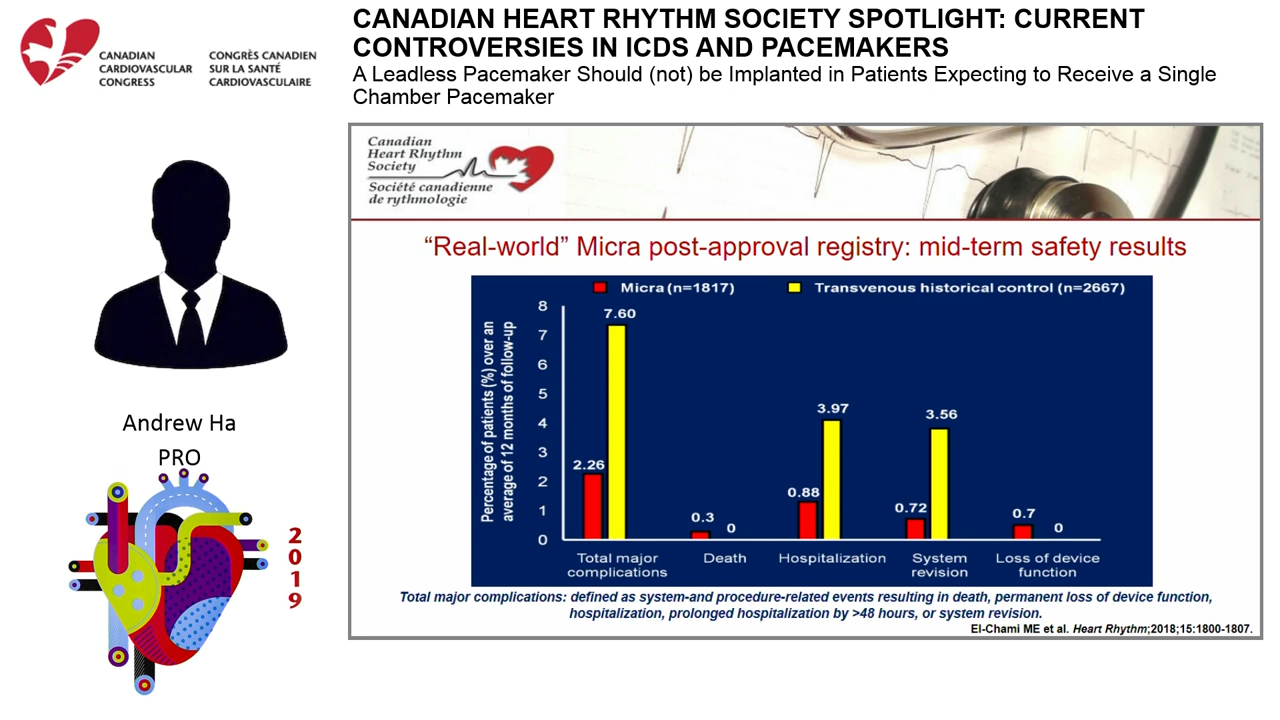 CANADIAN CARDIOVASCULAR CONGRESS
CONGRÈS CANADIEN SUR LA SANTÉ CARDIOVASCULAIRE
CANADIAN HEART RHYTHM SOCIETY SPOTLIGHT: CURRENT
CONTROVERSIES IN ICDS AND PACEMAKERS
A Leadless Pacemaker Should (not) be Implanted in Patients Expecting to Receive a Single
Chamber Pacemaker
Canadian
Heart Rhythm
Society
Société canadienne
de rythmologie
“Real-world” Micra post-approval registry: mid-term safety results
Micra (n=1817)
Transvenous historical control (n=2667)
Percentage of patients (%) over an
average of 12 months of follow-up
8
7
6
5
4
3
2
1
0
2.26
7.60
0.3
0
0.88
3.97
0.72
3.56
0.7
0
Total major
complications
Death
Hospitalization
System
revision
Loss of device
function
Total major complications: defined as system-and procedure-related events resulting in death, permanent loss of device function,
hospitalization, prolonged hospitalization by >48 hours, or system revision.
El-Chami ME et al. Heart Rhythm;2018;15:1800-1807.
Andrew Ha
PRO
2019